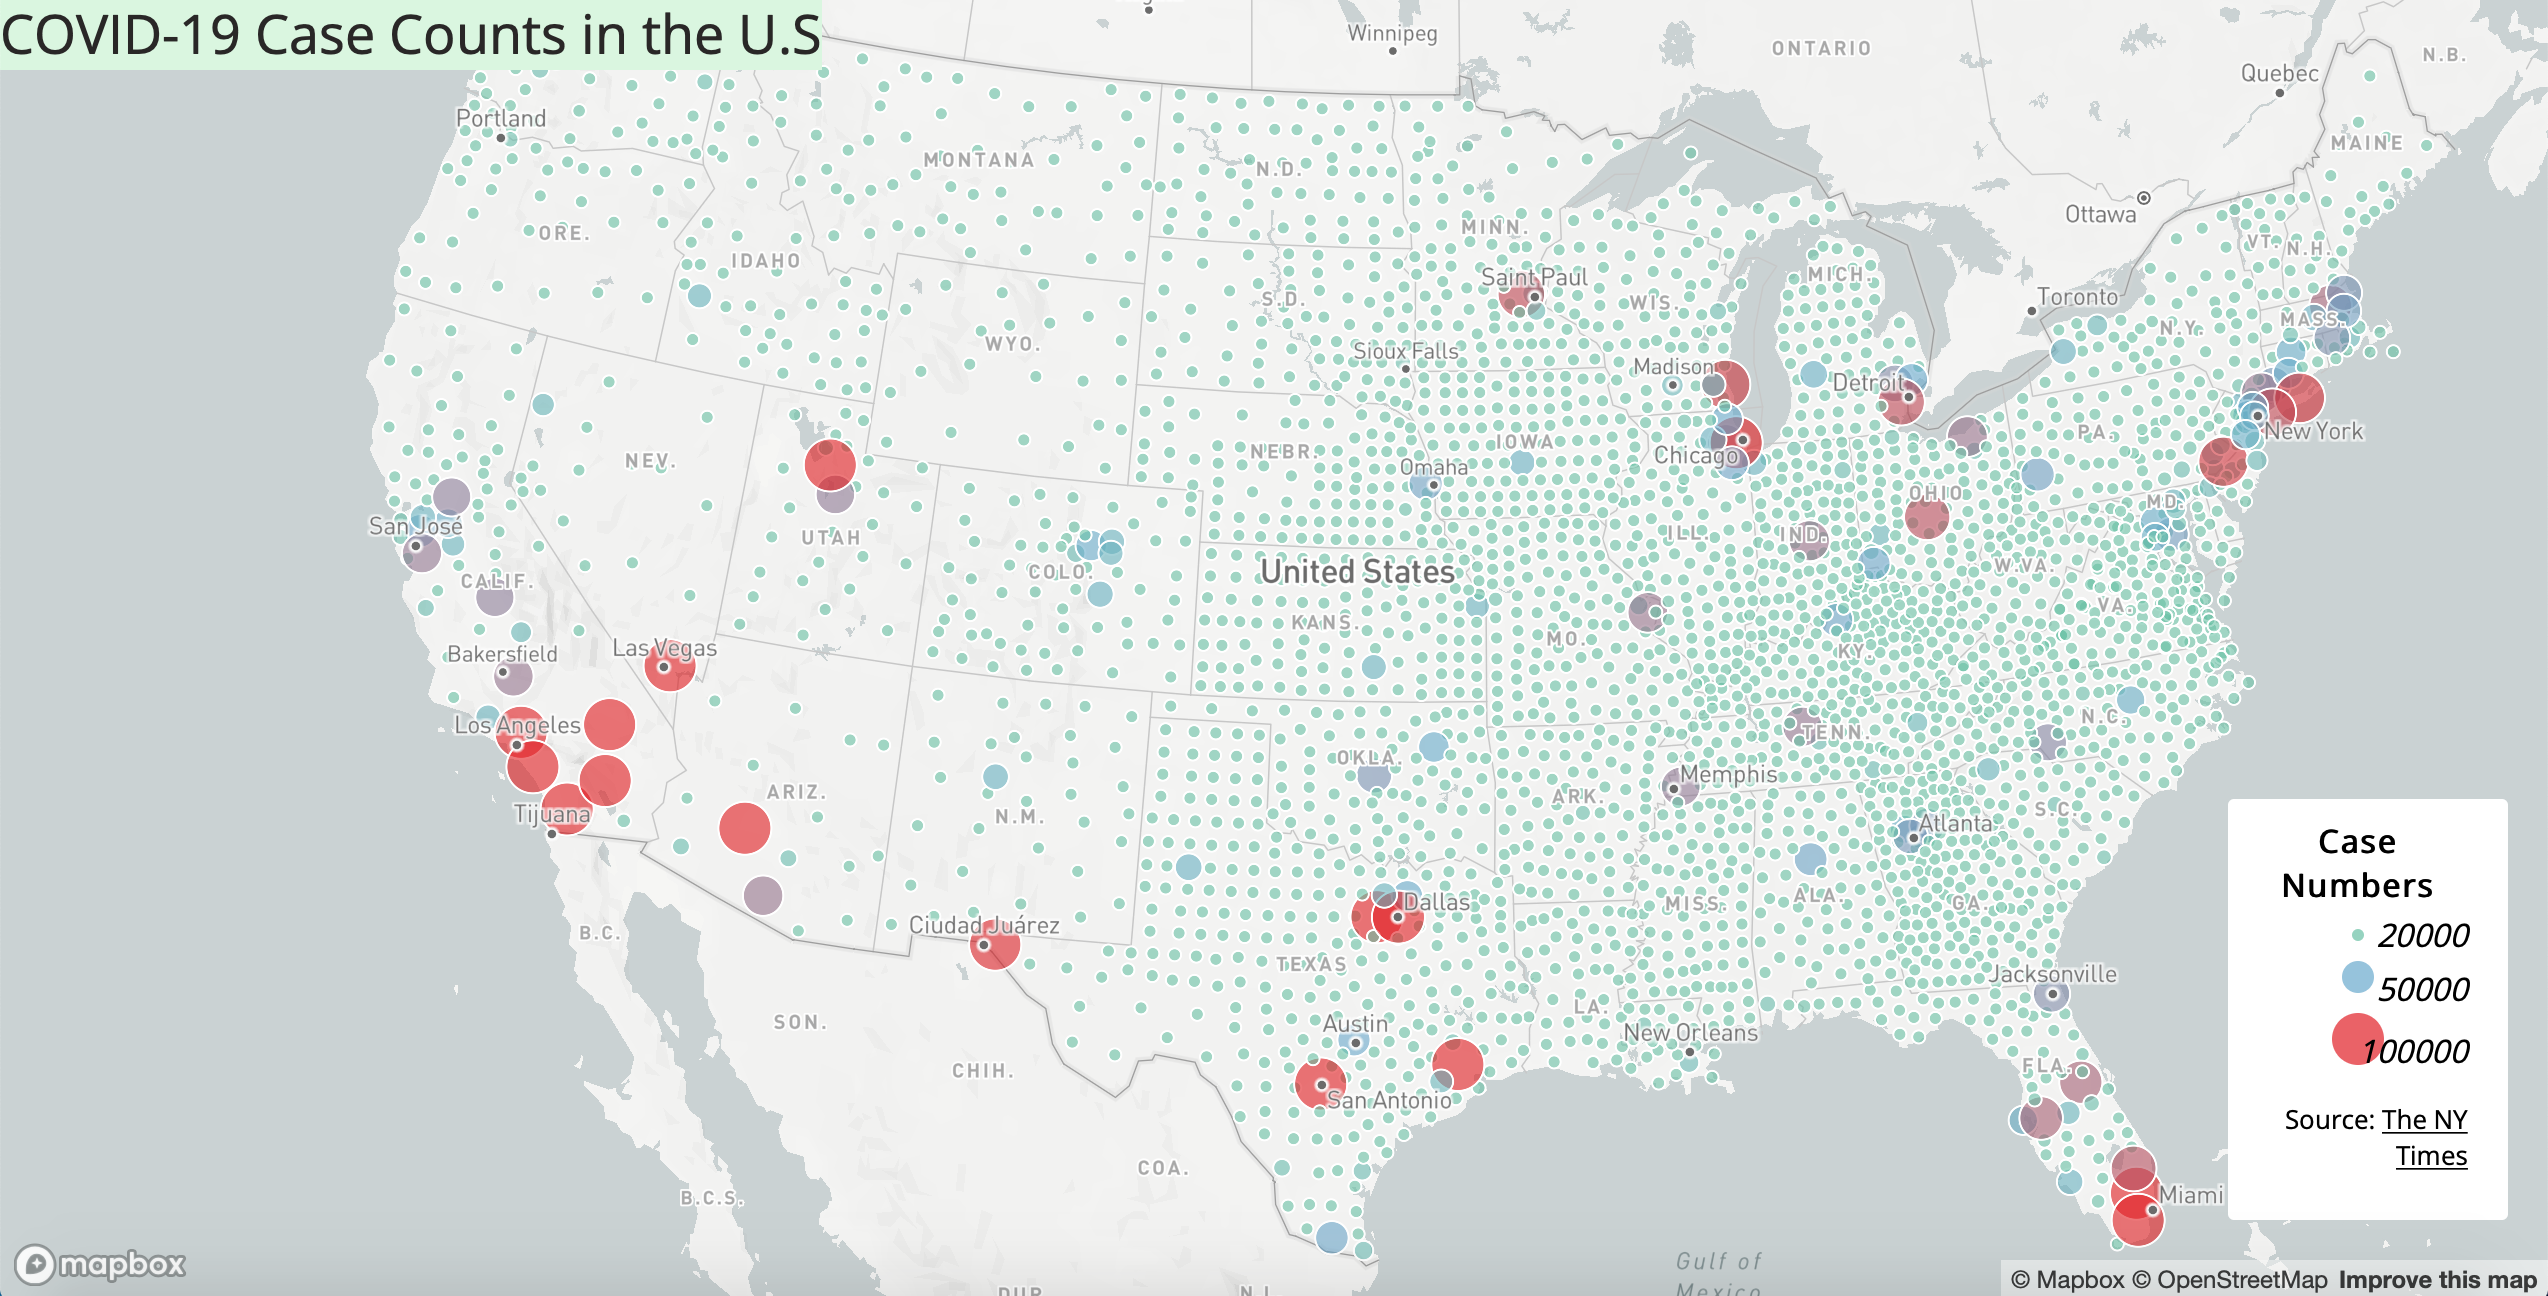 COVID-19 Case Counts in the U.S
Winnipeg
ONTARIO
Quebec
N.B.
Portland
MAINE
MONTANA
N.D.
Ottawa
ORE.
MINN.
VT.
N.H.
IDAHO
MICH.
Saint Paul
S.D.
WIS.
Toronto
MASS.
N.Y.
WYO.
Sioux Falls
Madison
Detroit
NEBR.
IOWA
PA.
New York
NEV.
Omaha
Chicago
OHIO
MD.
San José
UTAH
ILL.
IND.
CALIF.
COLO.
United States
W.VA.
KANS.
VA.
MO.
KY.
Bakersfield
Las Vegas
Los Angeles
TENN.
N.C.
OKLA.
Memphis
ARIZ.
ARK.
N.M.
Tijuana
Atlanta
S.C.
MISS.
ALA.
GA.
Dallas
Ciudad Juárez
B.C.
TEXAS
Jacksonville
SON.
LA.
Austin
New Orleans
CHIH.
FLA.
San Antonio
COA.
B.C.S.
Miami
Case
Numbers
20000
50000
100000
Source: The NY
Times
Gulf of
Mexico
mapbox
© Mapbox © OpenStreetMap Improve this map